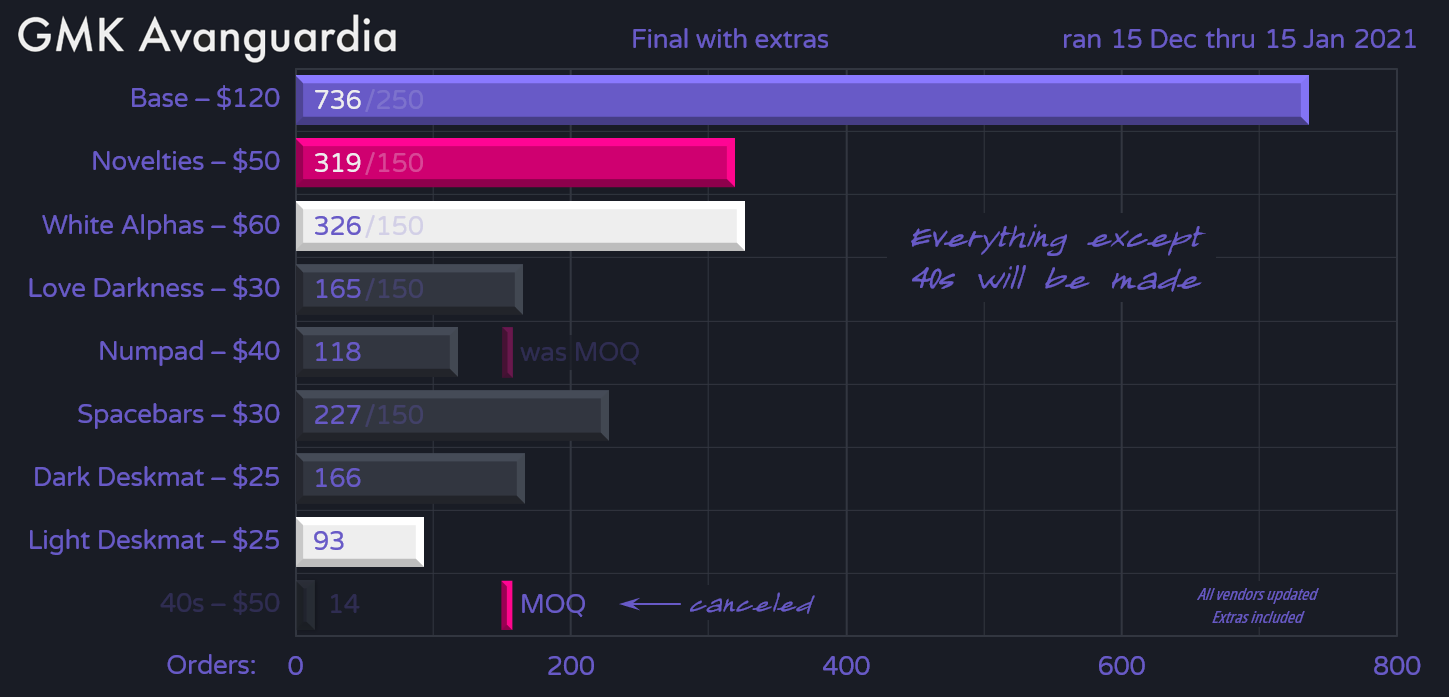 GMK Avanguardia
Final with extras
ran 15 Dec thru 15 Jan 2021
Base – $120
736/250
Novelties – $50
319/150
White Alphas – $60
326/150
Everything except
40s will be made
Love Darkness – $30
165/150
Numpad – $40
118
was MOQ
Spacebars – $30
227/150
Dark Deskmat – $25
166
Light Deskmat – $25
93
40s – $50
14
MOQ
canceled
All vendors updated
Extras included
Orders: 0 200 400 600 800